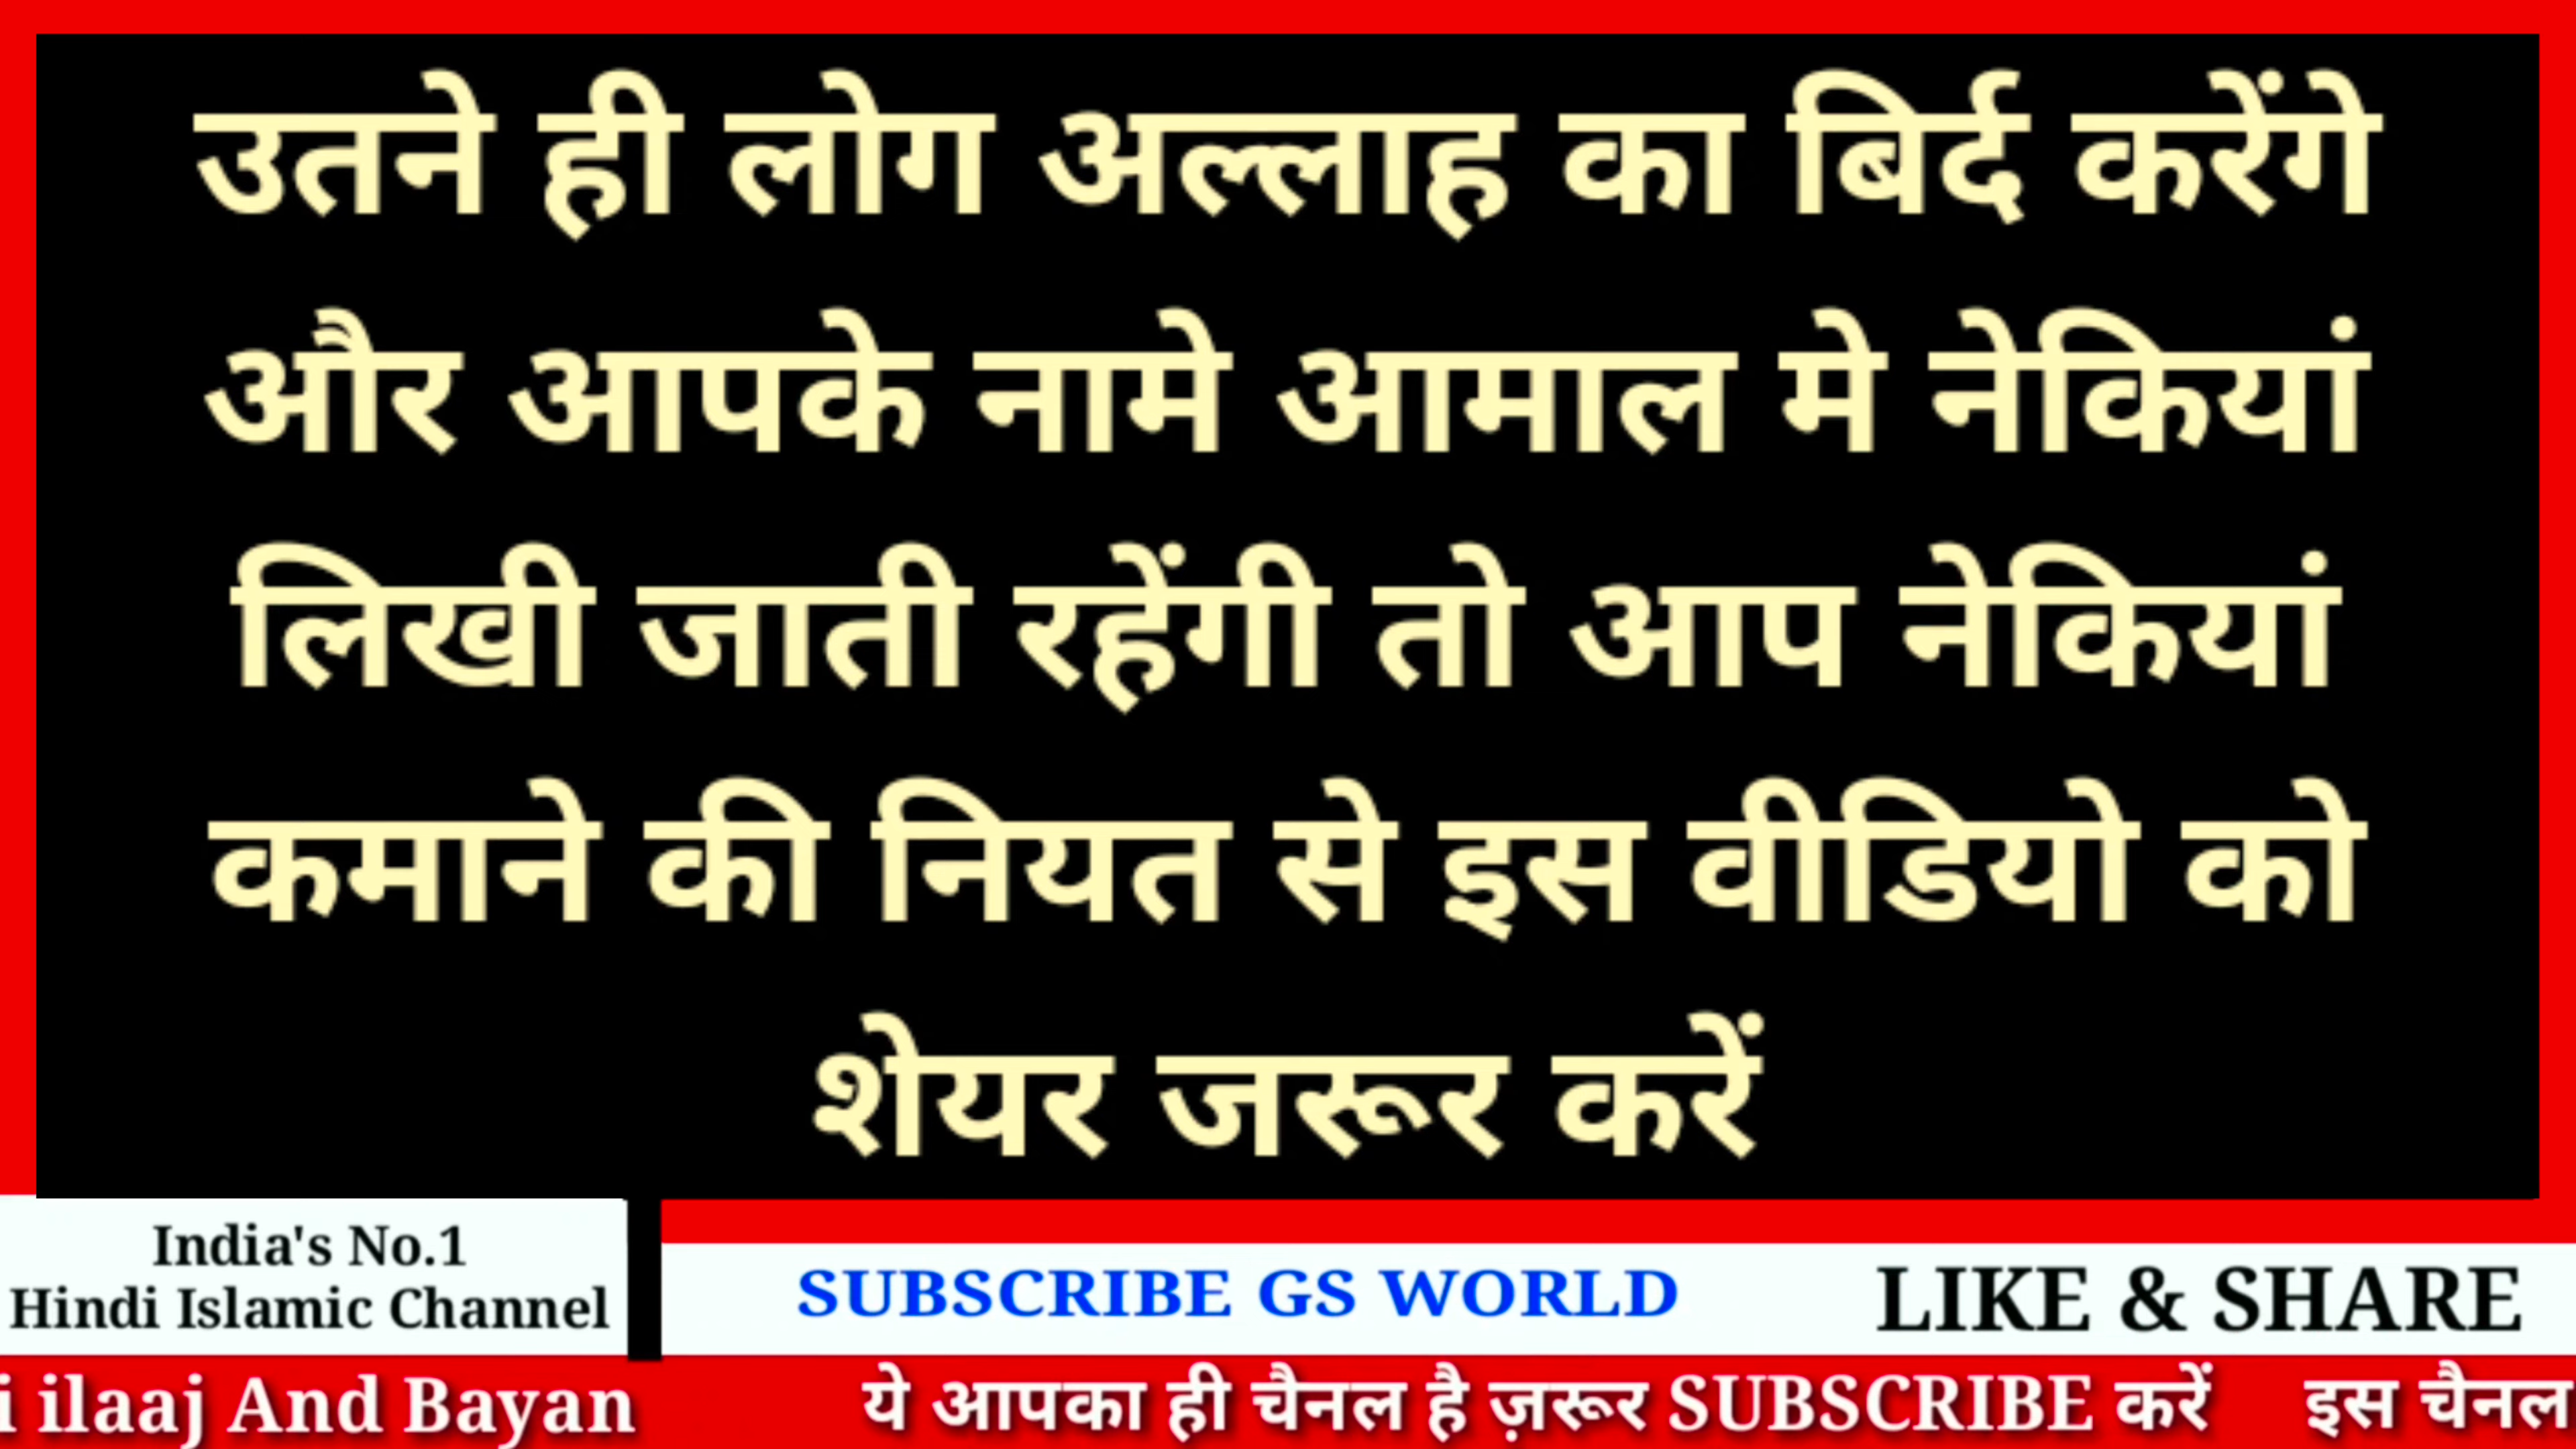 उतने ही लोग अल्लाह का बिर्द करेंगे
और आपके नामे आमाल मे नेकियां
लिखी जाती रहेंगी तो आप नेकियां
कमाने की नियत से इस वीडियो को
शेयर जरूर करें
India's No.1
Hindi Islamic Channel
SUBSCRIBE GS WORLD
LIKE & SHARE
i ilaaj And Bayan ये आपका ही चैनल है ज़रूर SUBSCRIBE करें इस चैनल